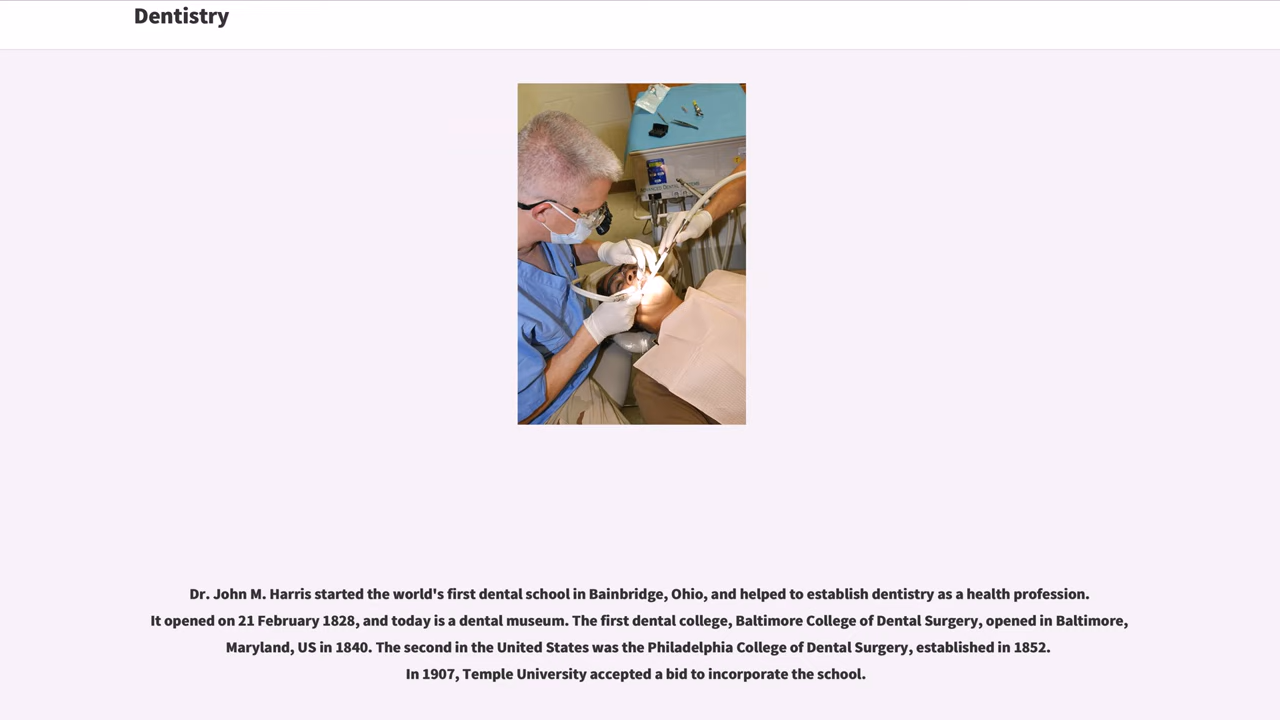 Dentistry
Dr. John M. Harris started the world's first dental school in Bainbridge, Ohio, and helped to establish dentistry as a health profession.
It opened on 21 February 1828, and today is a dental museum. The first dental college, Baltimore College of Dental Surgery, opened in Baltimore,
Maryland, US in 1840. The second in the United States was the Philadelphia College of Dental Surgery, established in 1852.
In 1907, Temple University accepted a bid to incorporate the school.